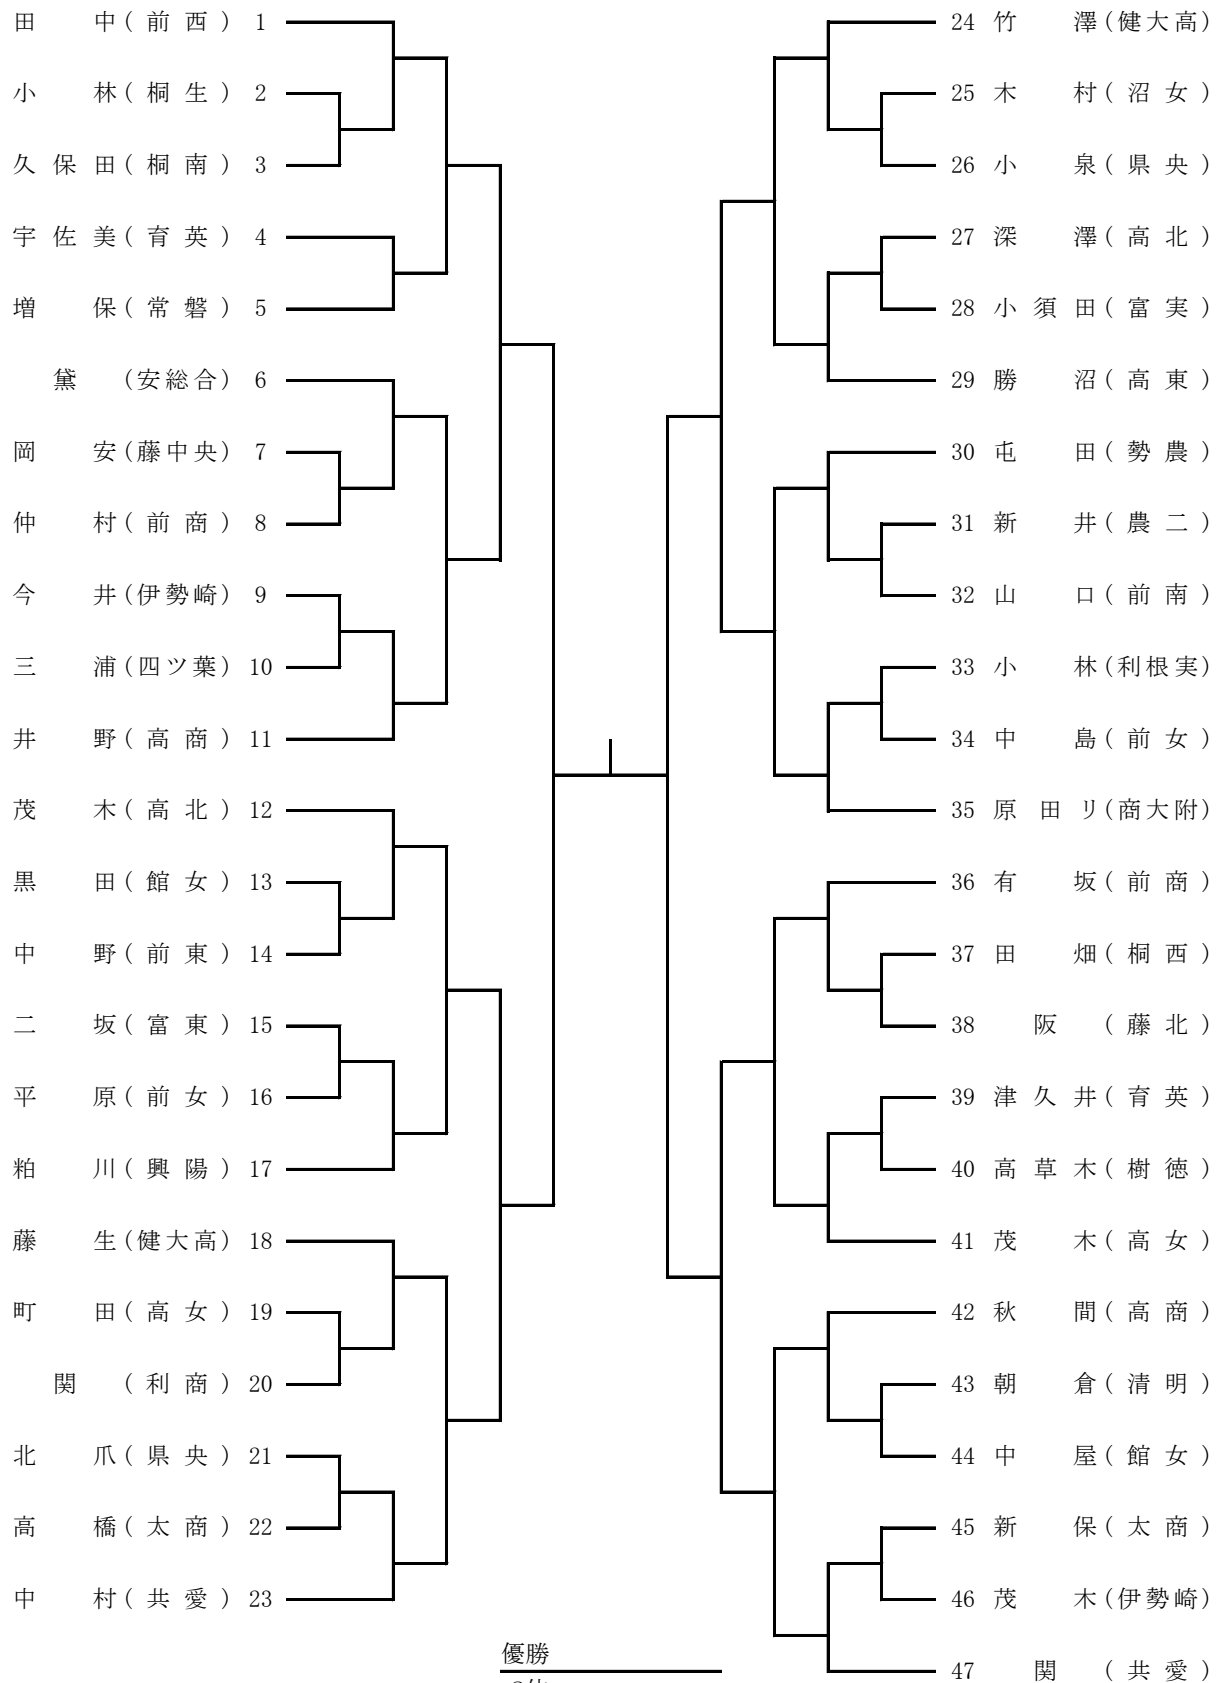 田中(前西) 1
小林(桐生) 2
久保田(桐南) 3
宇佐美(育英) 4
増保(常磐) 5
黛(安総合) 6
岡安(藤中央) 7
仲村(前商) 8
今井(伊勢崎) 9
三浦(四ツ葉) 10
井野(高商) 11
茂木(高北) 12
黒田(館女) 13
中野(前東) 14
二坂(富東) 15
平原(前女) 16
粕川(興陽) 17
藤生(健大高) 18
町田(高女) 19
関(利商) 20
北爪(県央) 21
高橋(太商) 22
中村(共愛) 23
24 竹澤(健大高)
25 木村(沼女)
26 小泉(県央)
27 深澤(高北)
28 小須田(富実)
29 勝沼(高東)
30 屯田(勢農)
31 新井(農二)
32 山口(前南)
33 小林(利根実)
34 中島(前女)
35 原田リ(商大附)
36 有坂(前商)
37 田畑(桐西)
38 阪(藤北)
39 津久井(育英)
40 高草木(樹徳)
41 茂木(高女)
42 秋間(高商)
43 朝倉(清明)
44 中屋(館女)
45 新保(太商)
46 茂木(伊勢崎)
47 関(共愛)
優勝